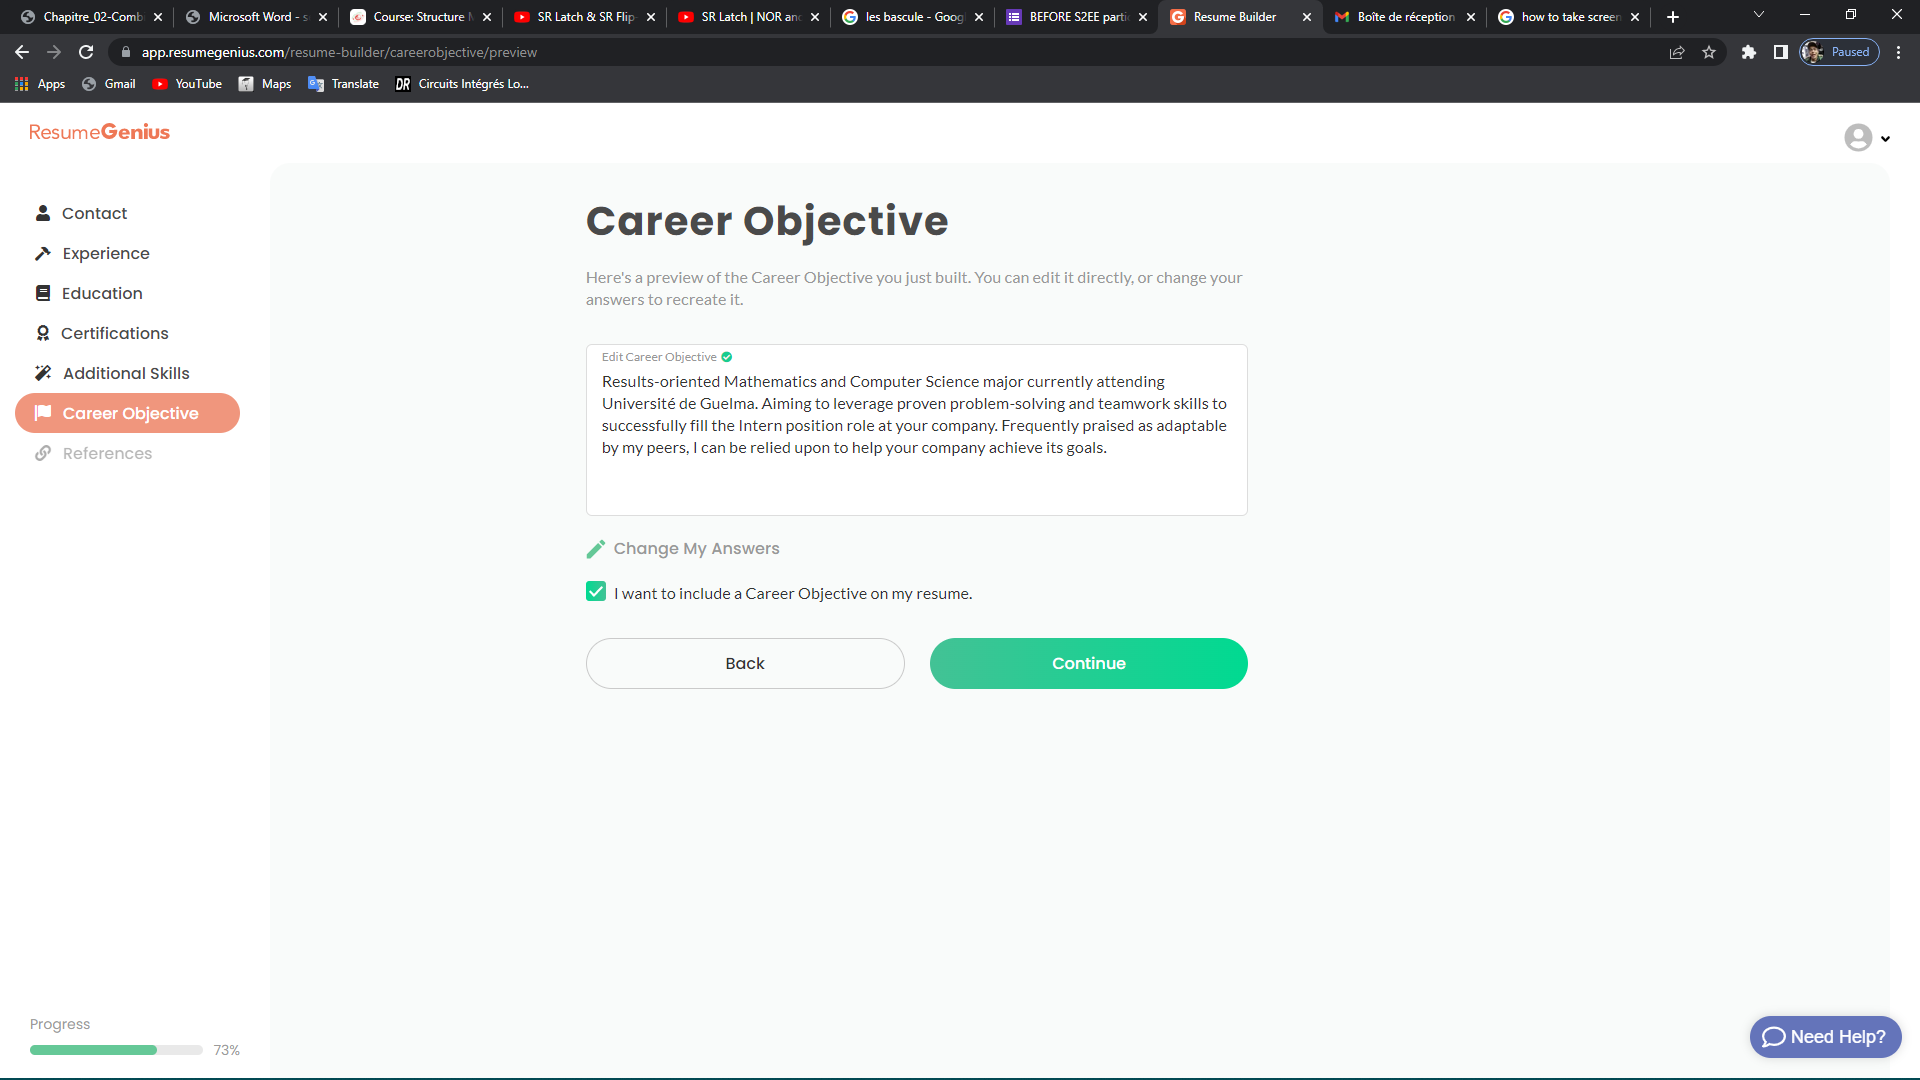 Chapitre_02-Comb
Microsoft Word - s
Course: Structure M
SR Latch & SR Flip-
SR Latch | NOR an
les bascule - Goog
BEFORE S2EE parti
Resume Builder
Boîte de réception
how to take screen
app.resumegenius.com/resume-builder/careerobjective/preview
Paused
Apps
Gmail
YouTube
Maps
Translate
DR Circuits Intégrés Lo...
ResumeGenius
Contact
Experience
Education
Certifications
Additional Skills
Career Objective
References
Career Objective
Here's a preview of the Career Objective you just built. You can edit it directly, or change your
answers to recreate it.
Edit Career Objective
Results-oriented Mathematics and Computer Science major currently attending
Université de Guelma. Aiming to leverage proven problem-solving and teamwork skills to
successfully fill the Intern position role at your company. Frequently praised as adaptable
by my peers, I can be relied upon to help your company achieve its goals.
Change My Answers
I want to include a Career Objective on my resume.
Back
Continue
Progress
73%
Need Help?